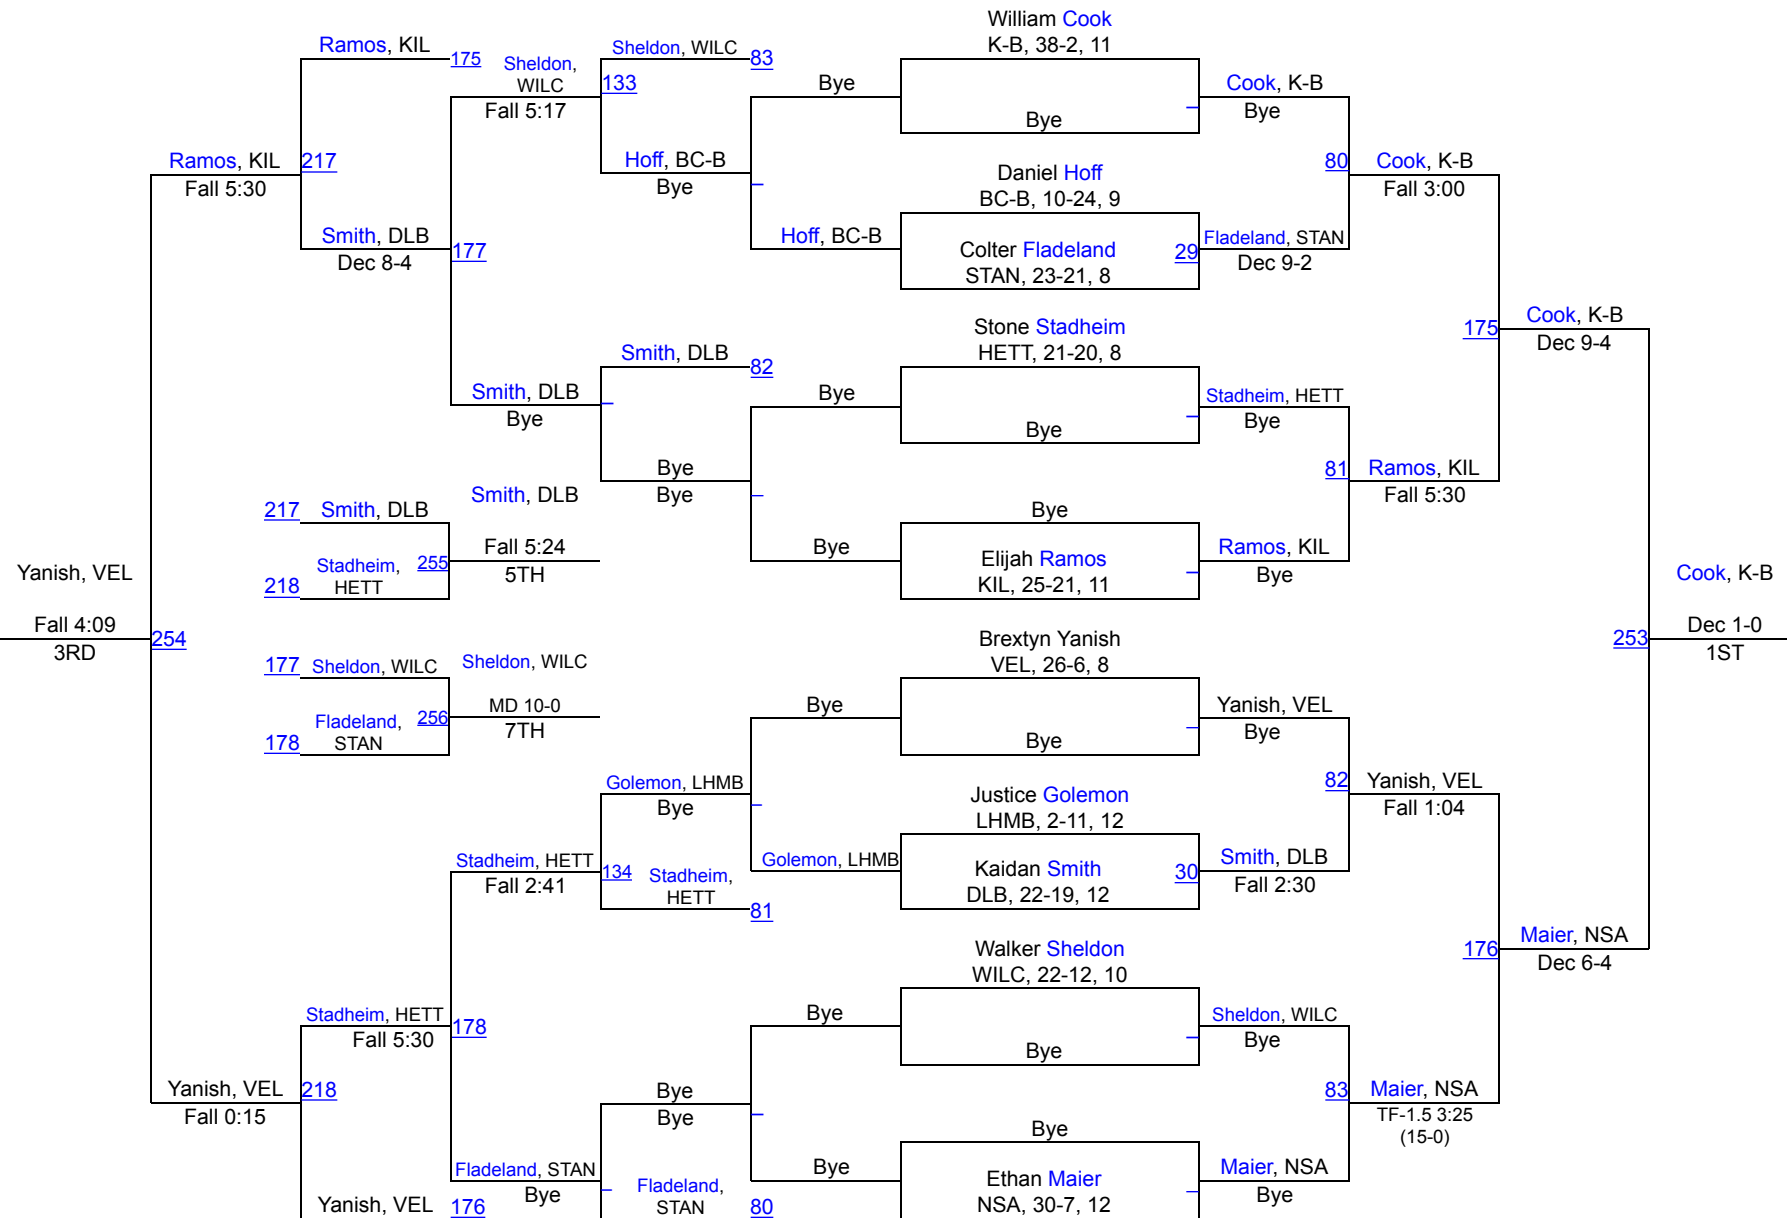 William Cook
K-B, 38-2, 11
Ramos, KIL
175
Sheldon,
WILC
Fall 5:17
Sheldon, WILC
83
133
Bye
Cook, K-B
Bye
Bye
Ramos, KIL
217
Fall 5:30
Hoff, BC-B
Bye
Daniel Hoff
BC-B, 10-24, 9
80
Cook, K-B
Fall 3:00
Smith, DLB
Dec 8-4
177
Hoff, BC-B
Colter Fladeland
STAN, 23-21, 8
29
Fladeland, STAN
Dec 9-2
Stone Stadheim
HETT, 21-20, 8
175
Cook, K-B
Dec 9-4
Smith, DLB
82
Smith, DLB
Bye
Bye
Bye
Stadheim, HETT
Bye
Bye
Bye
81
Ramos, KIL
Fall 5:30
217
Smith, DLB
Smith, DLB
Bye
Bye
Elijah Ramos
KIL, 25-21, 11
Ramos, KIL
Bye
Stadheim,
HETT
255
218
Fall 5:24
5TH
Yanish, VEL
Fall 4:09
3RD
254
Cook, K-B
253
Dec 1-0
1ST
177
Sheldon, WILC
Sheldon, WILC
Fladeland,
STAN
256
178
MD 10-0
7TH
Brextyn Yanish
VEL, 26-6, 8
Bye
Bye
Yanish, VEL
Bye
Golemon, LHMB
Bye
Justice Golemon
LHMB, 2-11, 12
82
Yanish, VEL
Fall 1:04
Stadheim, HETT
Fall 2:41
134
Stadheim,
HETT
81
Golemon, LHMB
Kaidan Smith
DLB, 22-19, 12
30
Smith, DLB
Fall 2:30
Walker Sheldon
WILC, 22-12, 10
176
Maier, NSA
Dec 6-4
Stadheim, HETT
Fall 5:30
178
Bye
Bye
Sheldon, WILC
Bye
Yanish, VEL
Fall 0:15
218
Bye
Bye
83
Maier, NSA
TF-1.5 3:25
(15-0)
Bye
Bye
Ethan Maier
NSA, 30-7, 12
Maier, NSA
Bye
Fladeland, STAN
Bye
Fladeland,
STAN
80
Yanish, VEL
176